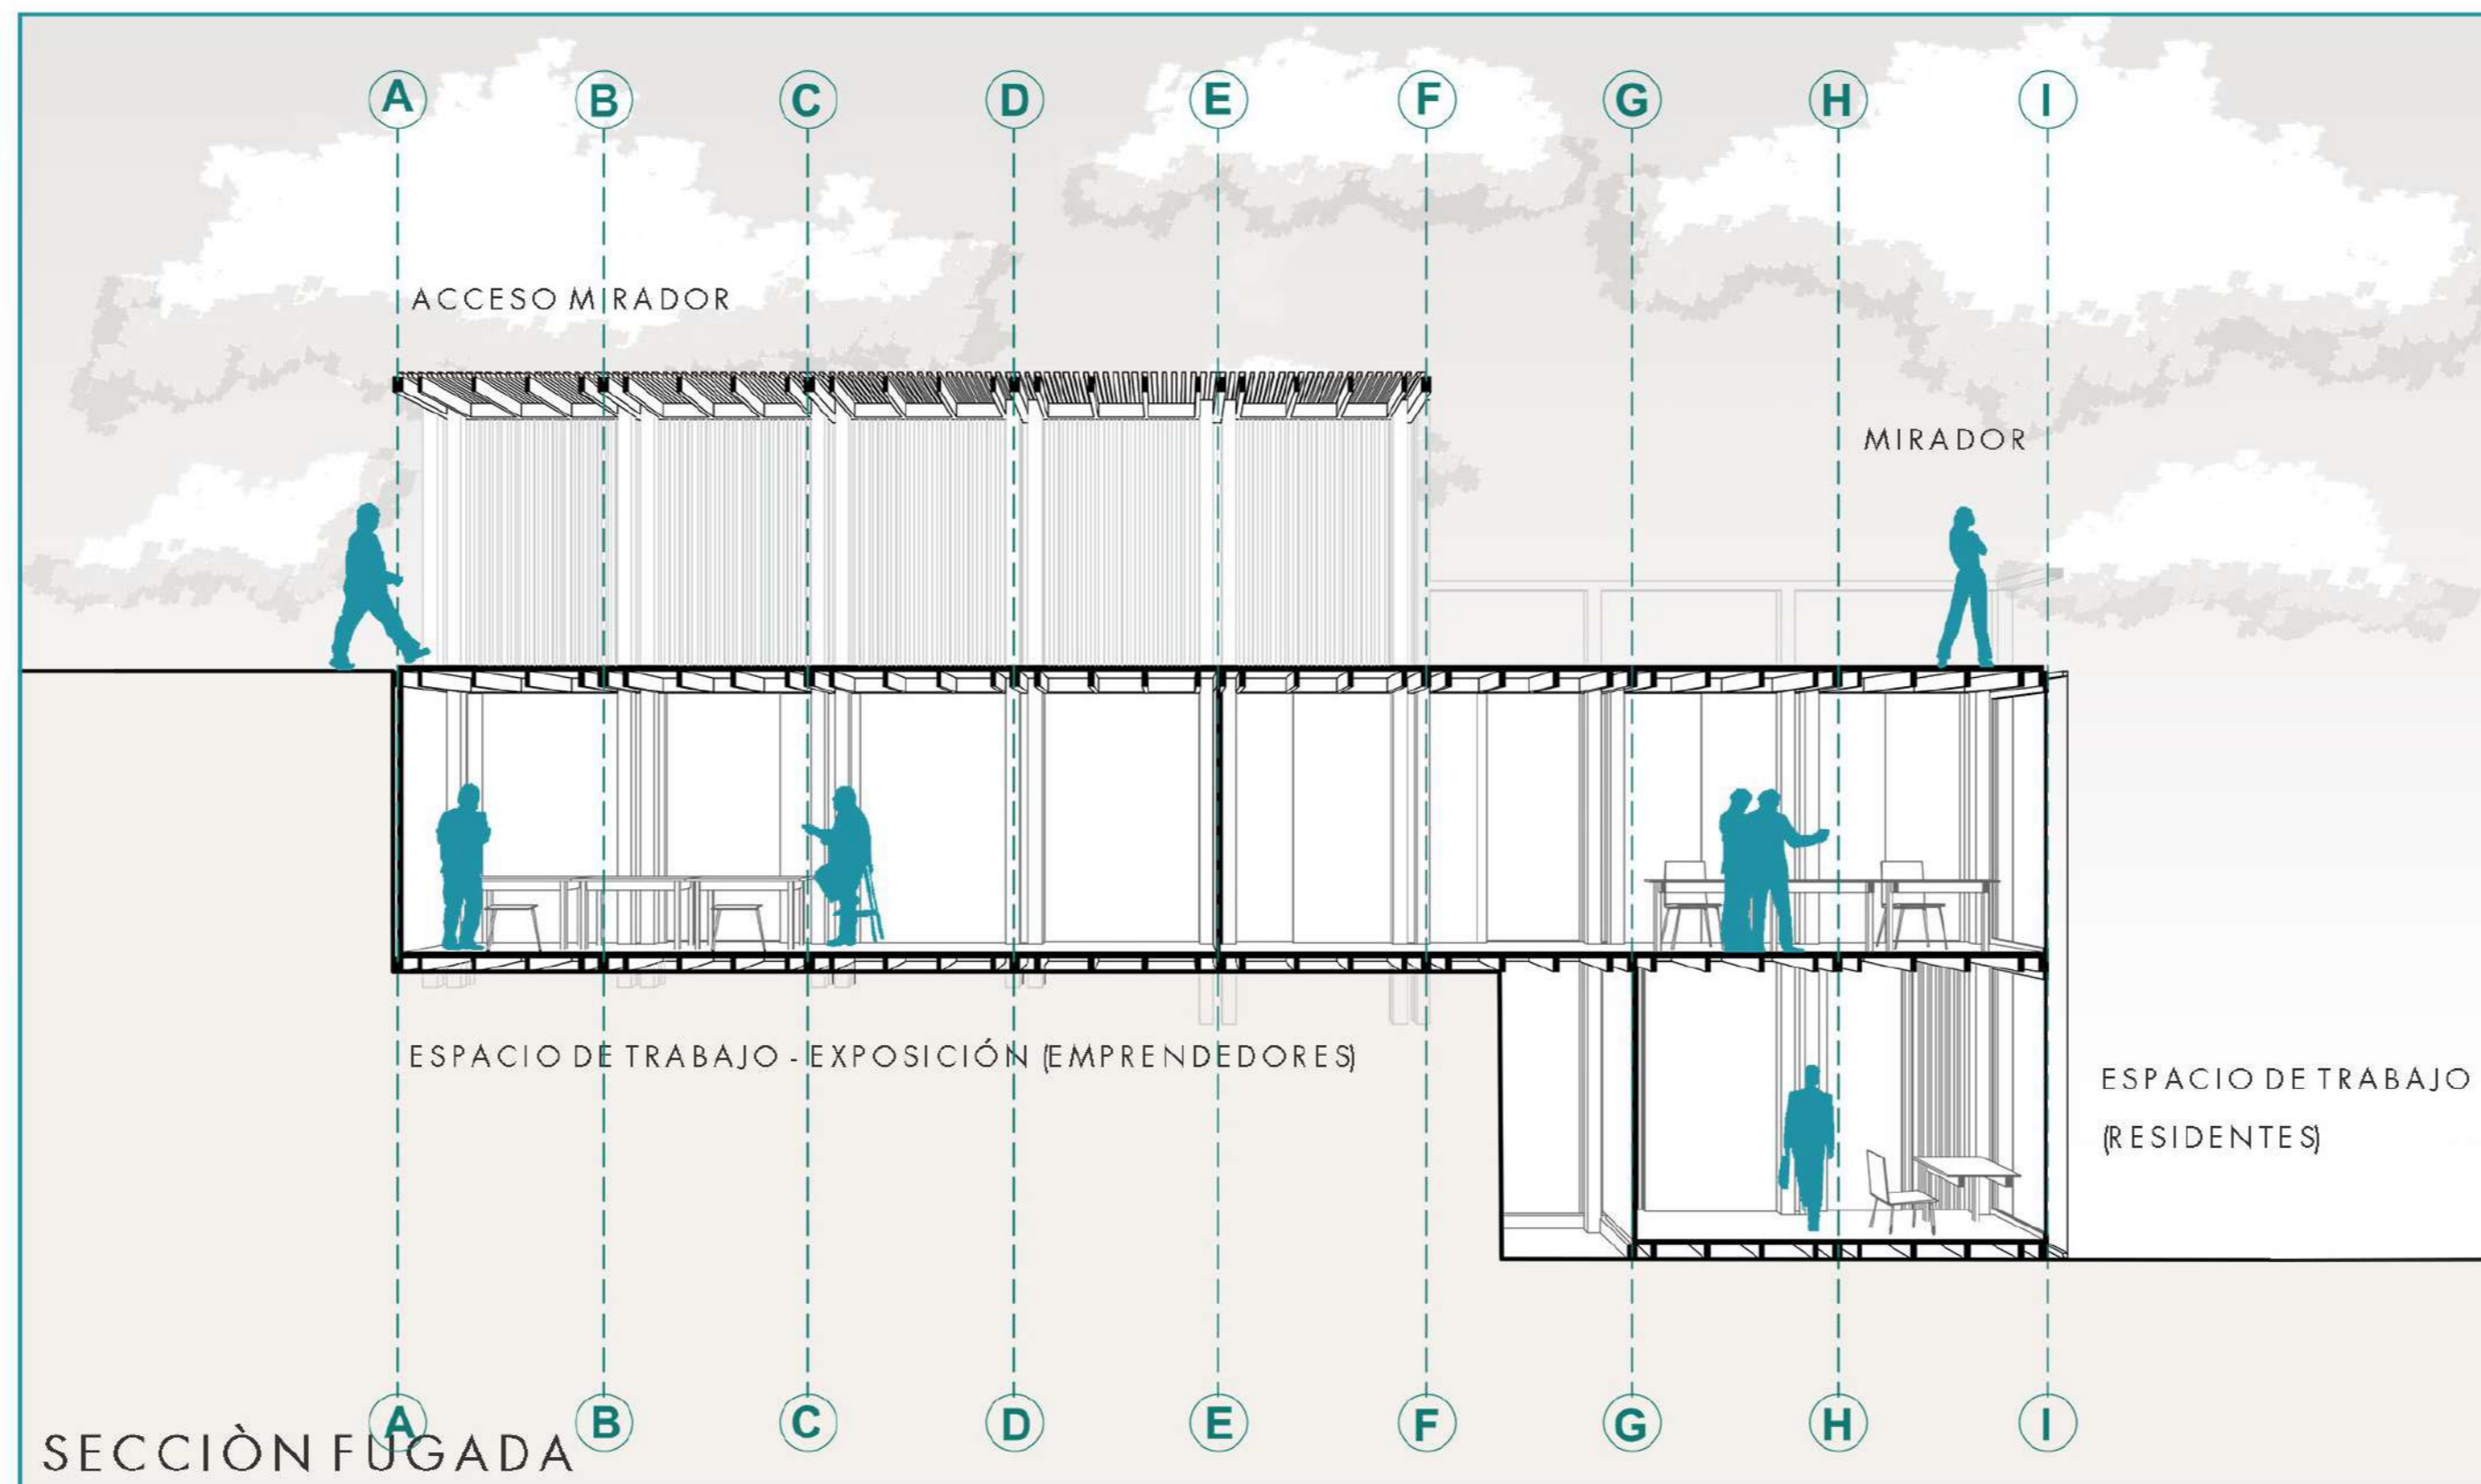 A B C D E F G H I
ACCESO MIRADOR
MIRADOR
ESPACIO DE TRABAJO - EXPOSICIÓN (EMPRENDEDORES)
ESPACIO DE TRABAJO
(RESIDENTES)
A B C D E F G H I
SECCIÒN FUGADA